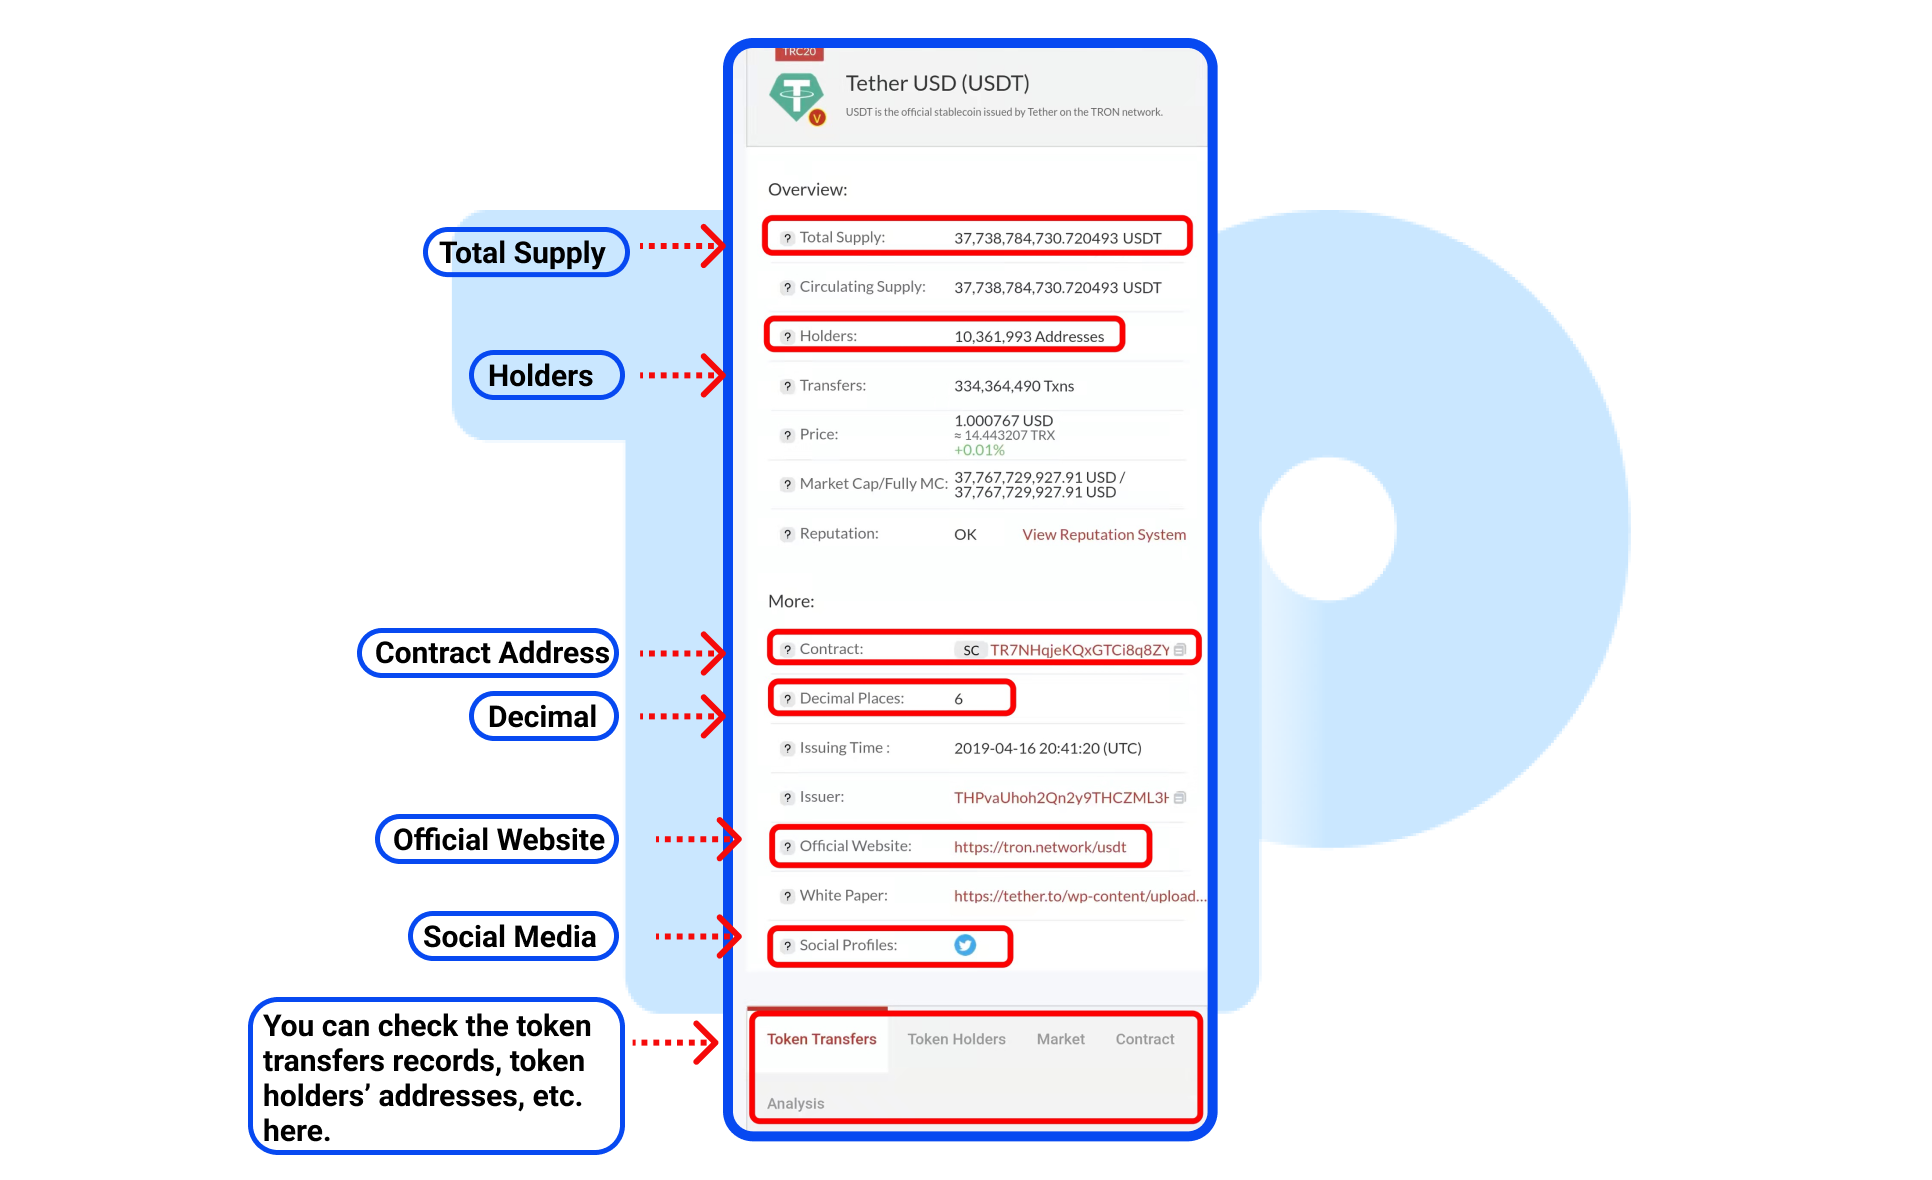 TRC20
Tether USD (USDT)
USDT is the official stablecoin issued by Tether on the TRON network.
Overview:
Total Supply
? Total Supply: 37,738,784,730.720493 USDT
? Circulating Supply: 37,738,784,730.720493 USDT
Holders
? Holders: 10,361,993 Addresses
? Transfers: 334,364,490 Txns
? Price: 1.000767 USD
≈ 14.443207 TRX
+0.01%
? Market Cap/Fully MC: 37,767,729,927.91 USD /
37,767,729,927.91 USD
? Reputation: OK View Reputation System
More:
Contract Address
? Contract: SC TR7NHqjeKQxGTCi8q8ZY
Decimal
? Decimal Places: 6
? Issuing Time : 2019-04-16 20:41:20 (UTC)
? Issuer: THPvaUhoh2Qn2y9THCZML3H
Official Website
? Official Website: https://tron.network/usdt
? White Paper: https://tether.to/wp-content/upload...
Social Media
? Social Profiles:
You can check the token
transfers records, token
holders’ addresses, etc.
here.
Token Transfers Token Holders Market Contract
Analysis